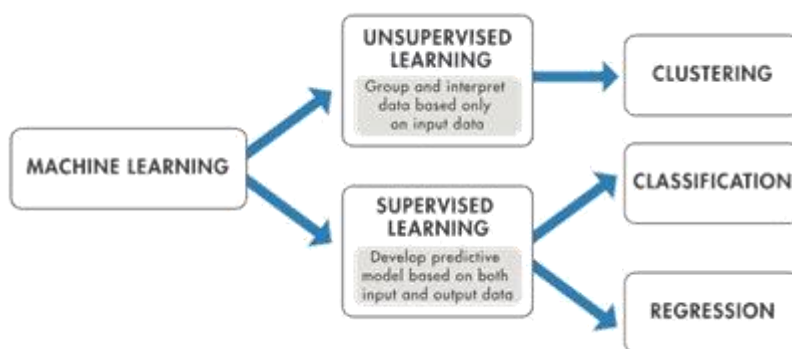 MACHINE LEARNING
UNSUPERVISED
LEARNING
Group and interpret
data based only
on input data
SUPERVISED
LEARNING
Develop predictive
model based on both
input and output data
CLUSTERING
CLASSIFICATION
REGRESSION